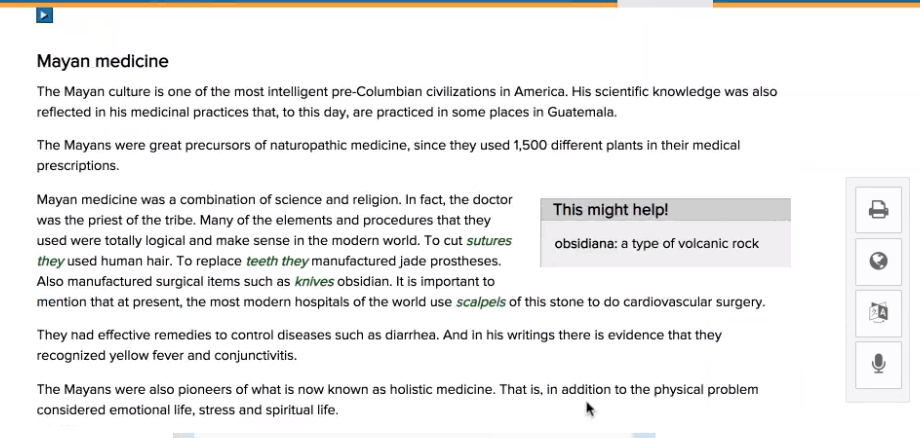 Mayan medicine
The Mayan culture is one of the most intelligent pre-Columbian civilizations in America. His scientific knowledge was also
reflected in his medicinal practices that, to this day, are practiced in some places in Guatemala.
The Mayans were great precursors of naturopathic medicine, since they used 1,500 different plants in their medical
prescriptions.
Mayan medicine was a combination of science and religion. In fact, the doctor
was the priest of the tribe. Many of the elements and procedures that they
used were totally logical and make sense in the modern world. To cut sutures
they used human hair. To replace teeth they manufactured jade prostheses.
Also manufactured surgical items such as knives obsidian. It is important to
mention that at present, the most modern hospitals of the world use scalpels of this stone to do cardiovascular surgery.
This might help!
obsidiana: a type of volcanic rock
They had effective remedies to control diseases such as diarrhea. And in his writings there is evidence that they
recognized yellow fever and conjunctivitis.
The Mayans were also pioneers of what is now known as holistic medicine. That is, in addition to the physical problem
considered emotional life, stress and spiritual life.